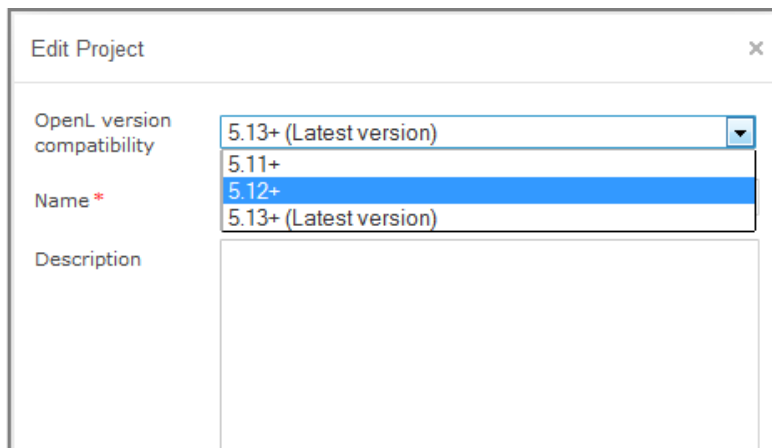 Edit Project
OpenL version
compatibility
5.13+ (Latest version)
5.11+
5.12+
5.13+ (Latest version)
Name *
Description